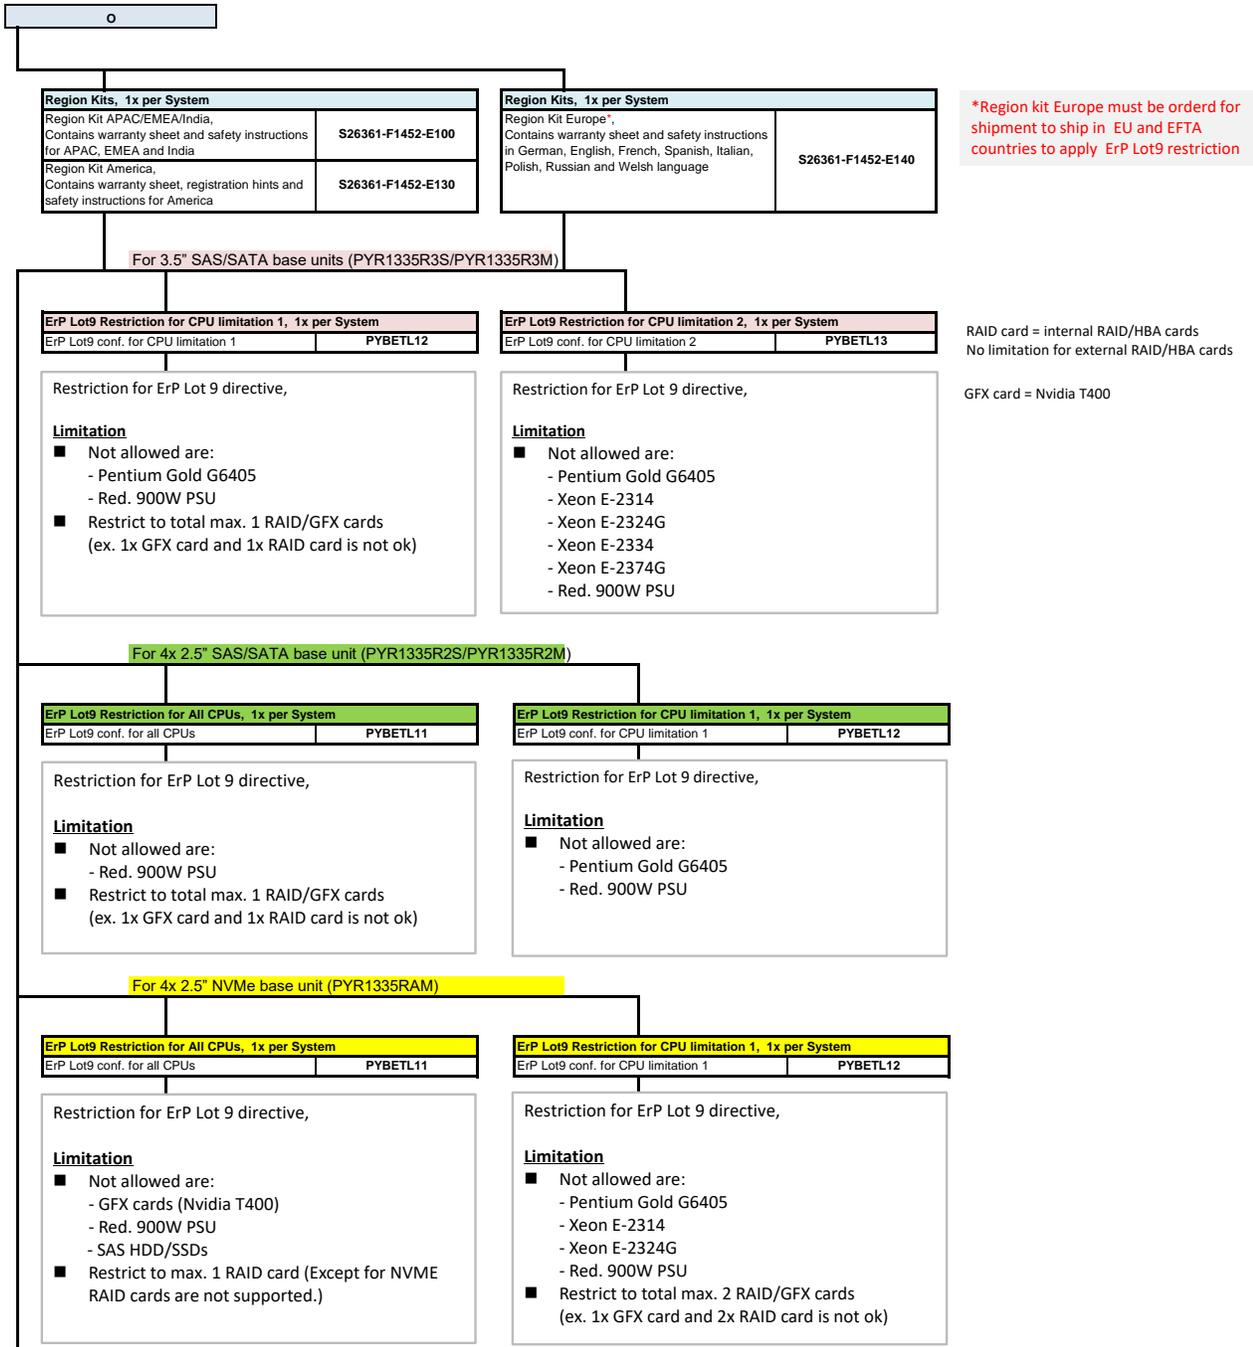 O
Region Kits,  1x per System
Region Kit APAC/EMEA/India,
Contains warranty sheet and safety instructions
for APAC, EMEA and India
S26361-F1452-E100
Region Kit America,
Contains warranty sheet, registration hints and
safety instructions for America
S26361-F1452-E130
Region Kits,  1x per System
Region Kit Europe*,
Contains warranty sheet and safety instructions
in German, English, French, Spanish, Italian,
Polish, Russian and Welsh language
S26361-F1452-E140
*Region kit Europe must be orderd for
shipment to ship in  EU and EFTA
countries to apply  ErP Lot9 restriction
For 3.5” SAS/SATA base units (PYR1335R3S/PYR1335R3M)
ErP Lot9 Restriction for CPU limitation 1,  1x per System
ErP Lot9 conf. for CPU limitation 1
PYBETL12
Restriction for ErP Lot 9 directive,
Limitation
■ Not allowed are:
- Pentium Gold G6405
- Red. 900W PSU
■ Restrict to total max. 1 RAID/GFX cards
(ex. 1x GFX card and 1x RAID card is not ok)
ErP Lot9 Restriction for CPU limitation 2,  1x per System
ErP Lot9 conf. for CPU limitation 2
PYBETL13
Restriction for ErP Lot 9 directive,
Limitation
■ Not allowed are:
- Pentium Gold G6405
- Xeon E-2314
- Xeon E-2324G
- Xeon E-2334
- Xeon E-2374G
- Red. 900W PSU
RAID card = internal RAID/HBA cards
No limitation for external RAID/HBA cards
GFX card = Nvidia T400
For 4x 2.5” SAS/SATA base unit (PYR1335R2S/PYR1335R2M)
ErP Lot9 Restriction for All CPUs,  1x per System
ErP Lot9 conf. for all CPUs
PYBETL11
Restriction for ErP Lot 9 directive,
Limitation
■ Not allowed are:
- Red. 900W PSU
■ Restrict to total max. 1 RAID/GFX cards
(ex. 1x GFX card and 1x RAID card is not ok)
ErP Lot9 Restriction for CPU limitation 1,  1x per System
ErP Lot9 conf. for CPU limitation 1
PYBETL12
Restriction for ErP Lot 9 directive,
Limitation
■ Not allowed are:
- Pentium Gold G6405
- Red. 900W PSU
For 4x 2.5” NVMe base unit (PYR1335RAM)
ErP Lot9 Restriction for All CPUs,  1x per System
ErP Lot9 conf. for all CPUs
PYBETL11
Restriction for ErP Lot 9 directive,
Limitation
■ Not allowed are:
- GFX cards (Nvidia T400)
- Red. 900W PSU
- SAS HDD/SSDs
■ Restrict to max. 1 RAID card (Except for NVME
RAID cards are not supported.)
ErP Lot9 Restriction for CPU limitation 1,  1x per System
ErP Lot9 conf. for CPU limitation 1
PYBETL12
Restriction for ErP Lot 9 directive,
Limitation
■ Not allowed are:
- Pentium Gold G6405
- Xeon E-2314
- Xeon E-2324G
- Red. 900W PSU
■ Restrict to total max. 2 RAID/GFX cards
(ex. 1x GFX card and 2x RAID card is not ok)